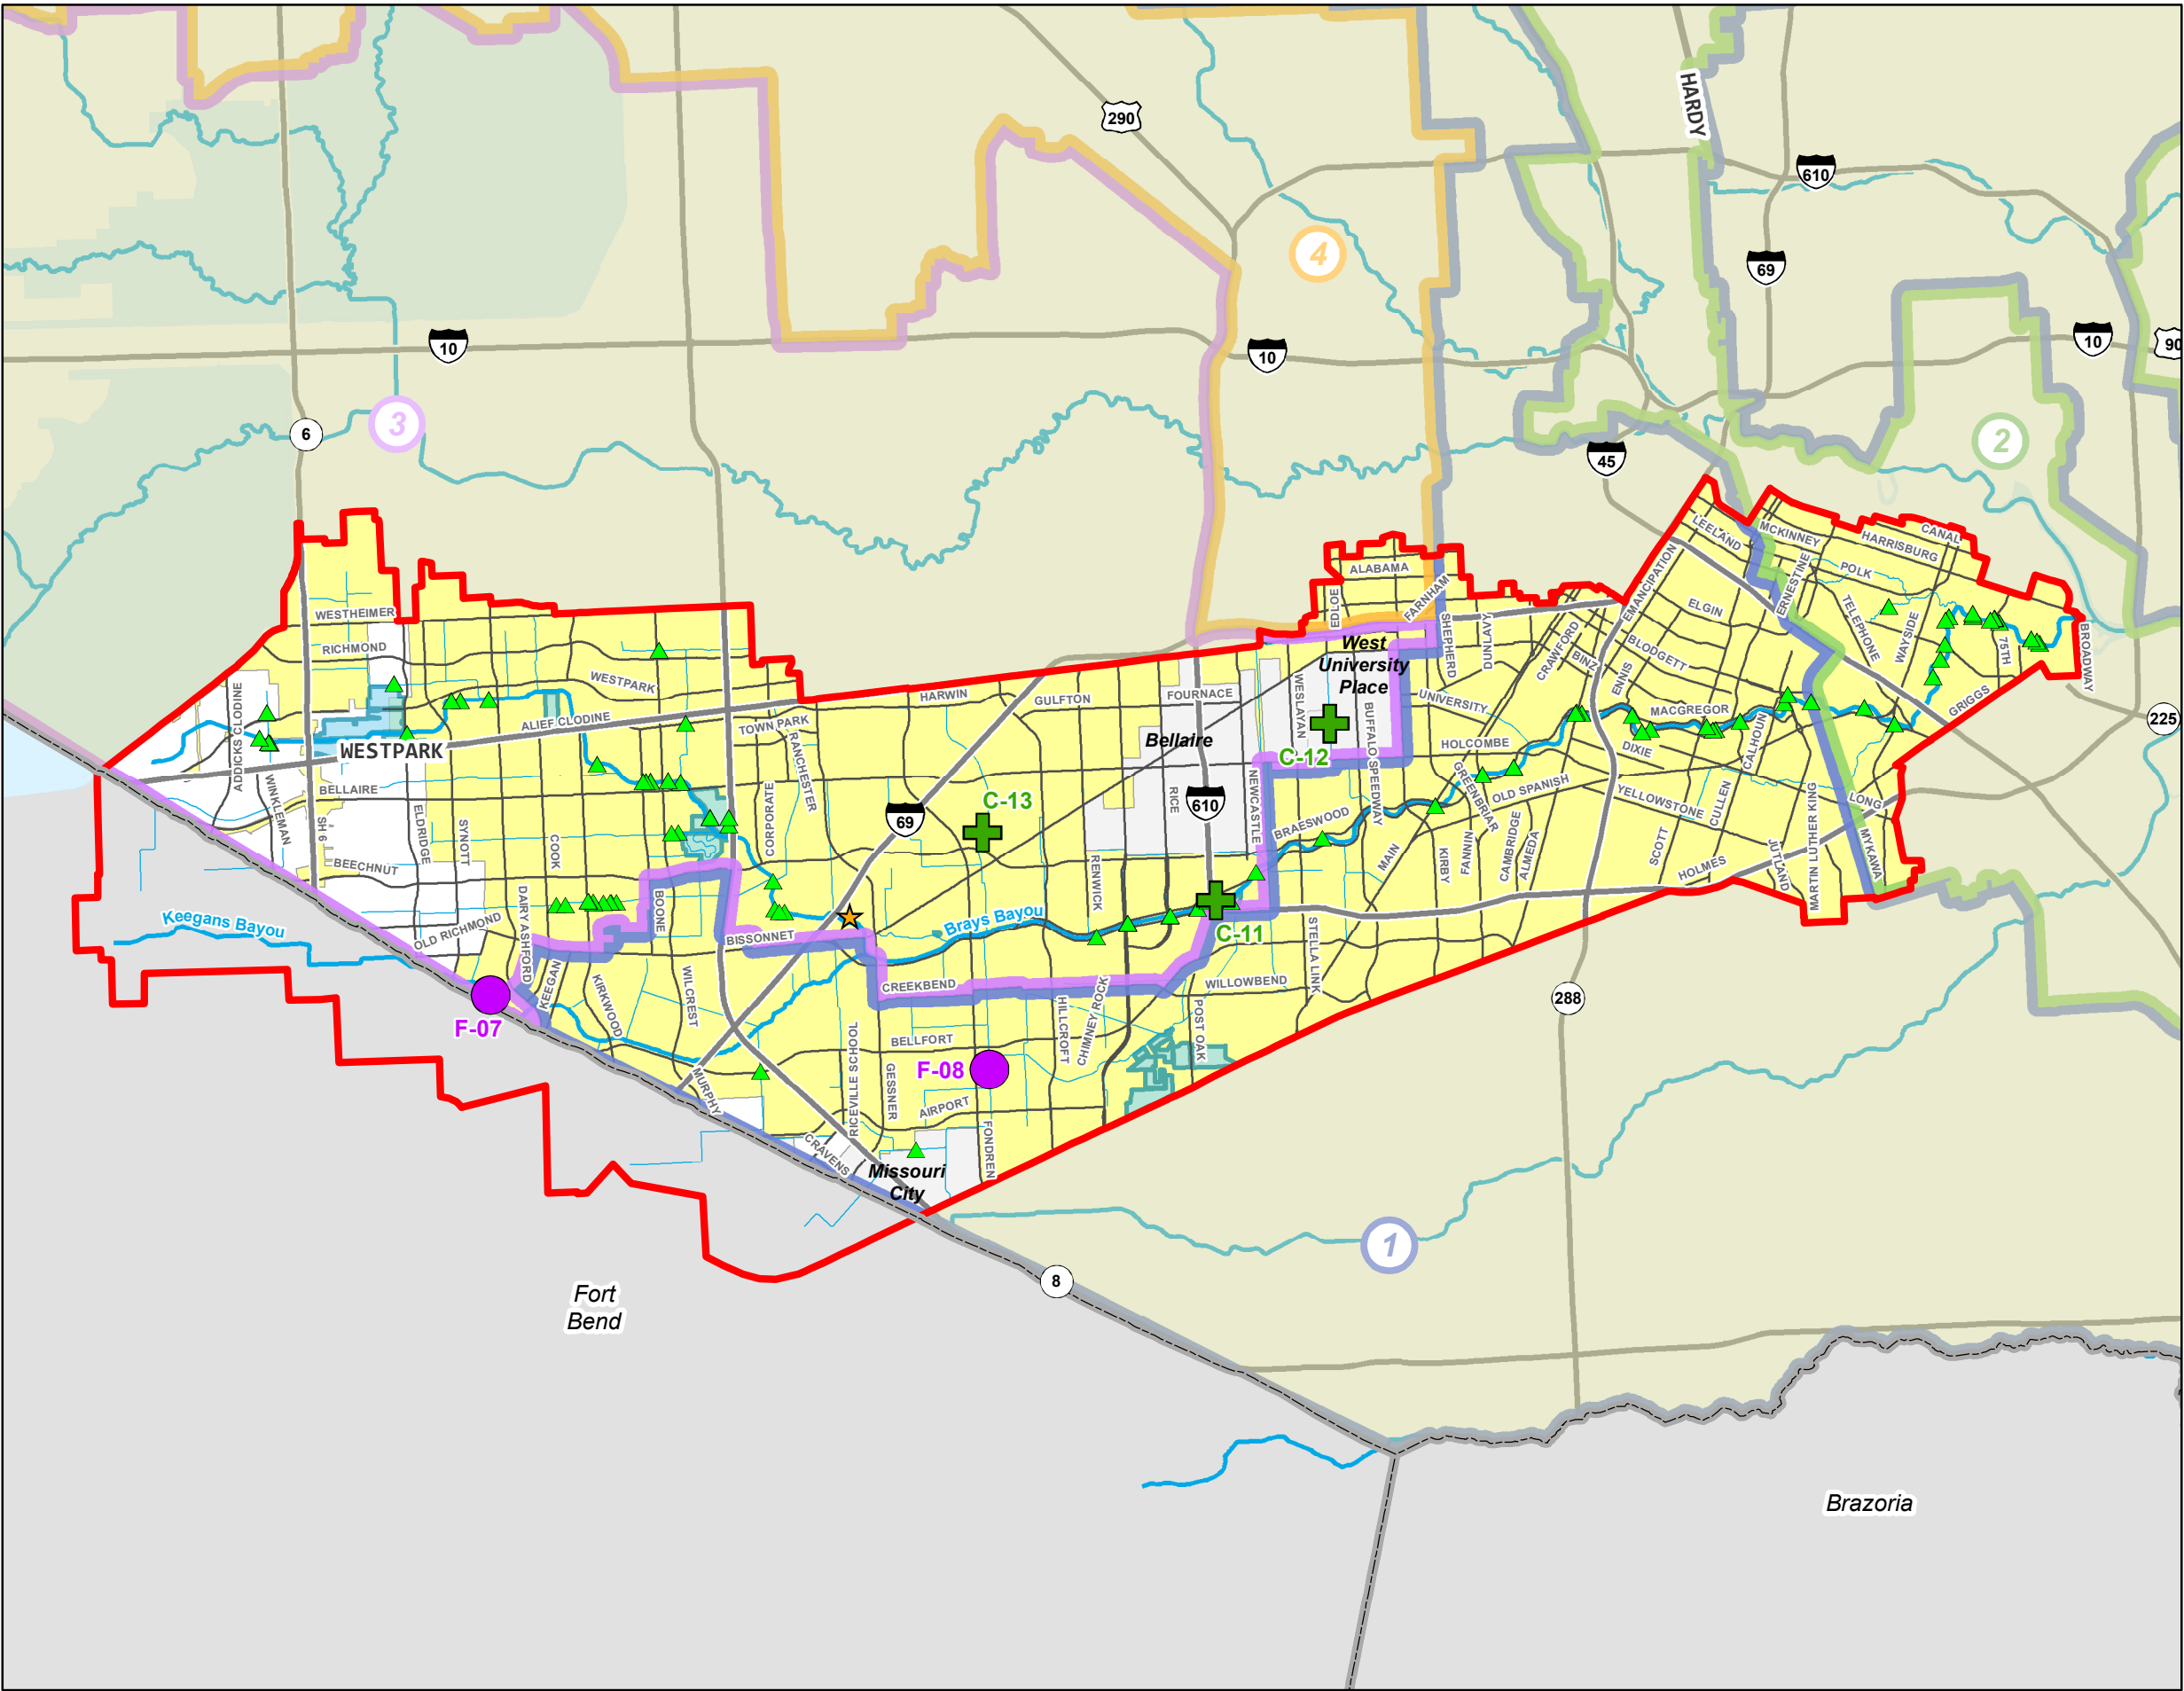 290
HARDY
610
4
69
10
10
10
90
3
6
2
45
CANAL
LEELAND
MCKINNEY
HARRISBURG
ALABAMA
POLK
EMANCIPATION
ERNESTINE
EDLOE
FARNHAM
ELGIN
TELEPHONE
WAYSIDE
75TH
BROADWAY
WESTHEIMER
RICHMOND
WESTPARK
SHEPHERD
DUNLAVY
CRAWFORD
BINZ
BLODGETT
ENNIS
West
University
Place
HARWIN
GULFTON
FOURNACE
WESLAYAN
BUFFALO SPEEDWAY
UNIVERSITY
MACGREGOR
GRIGGS
225
ADDICKS CLODINE
ALIEF CLODINE
TOWN PARK
RANCHESTER
WESTPARK
Bellaire
C-12
HOLCOMBE
DIXIE
CALHOUN
WINKLEMAN
BELLAIRE
C-13
RICE
610
NEWCASTLE
GREENBRIAR
OLD SPANISH
YELLOWSTONE
CULLEN
LONG
69
SH 6
ELDRIDGE
SYNOTT
COOK
CORPORATE
BRAESWOOD
MAIN
KIRBY
FANNIN
CAMBRIDGE
ALMEDA
SCOTT
HOLMES
JUTLAND
MARTIN LUTHER KING
MYKAWA
BEECHNUT
RENWICK
DAIRY ASHFORD
BOONE
Keegans Bayou
OLD RICHMOND
BISSONNET
Brays Bayou
C-11
STELLA LINK
KEEGAN
KIRKWOOD
WILCREST
CREEKBEND
WILLOWBEND
288
F-07
HILLCROFT
CHIMNEY ROCK
POST OAK
BELLFORT
F-08
MURPHY
RICEVILLE SCHOOL
GESSNER
AIRPORT
FONDREN
CRAVENS
Missouri
City
1
8
Fort
Bend
Brazoria